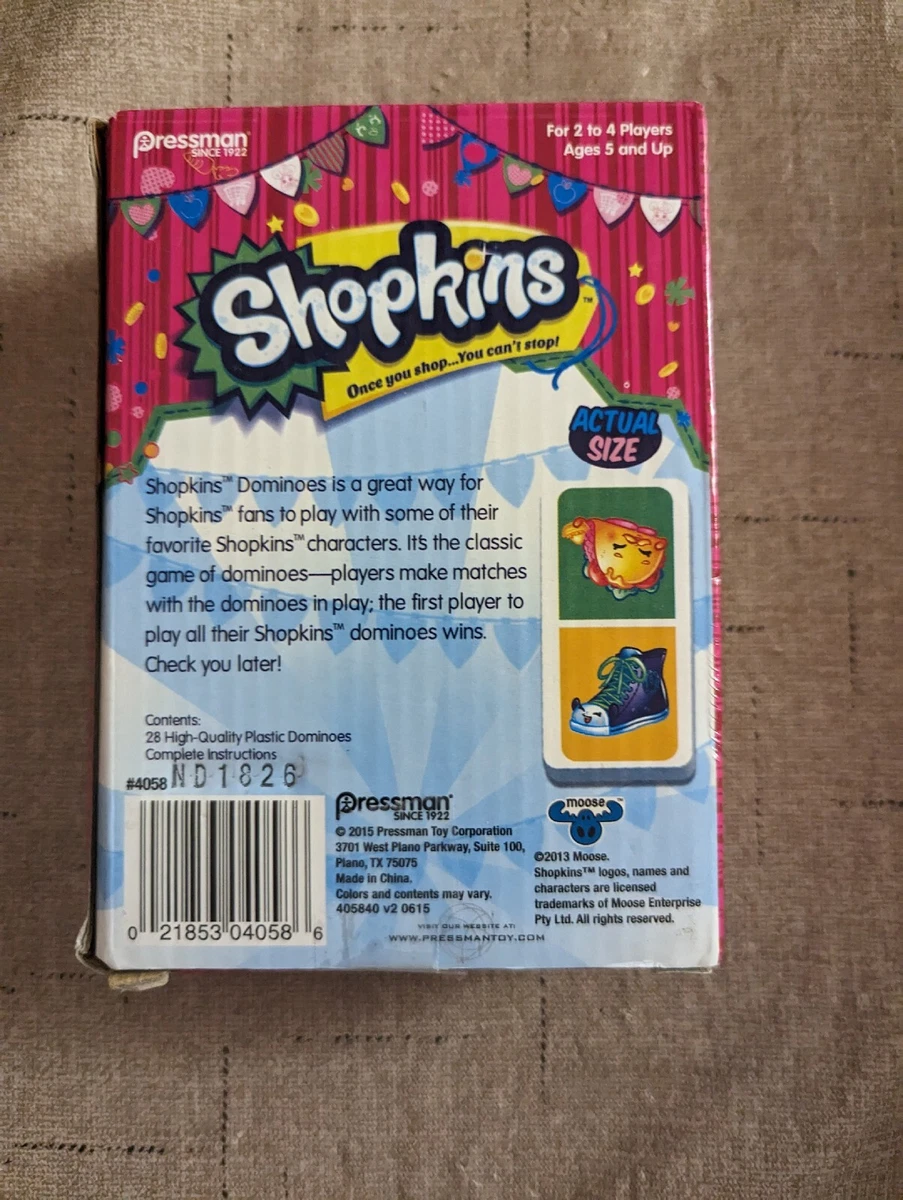 Pressman®
SINCE 1922
For 2 to 4 Players
Ages 5 and Up
Shopkins™
Once you shop...You can't stop!
ACTUAL
SIZE
Shopkins™ Dominoes is a great way for
Shopkins™ fans to play with some of their
favorite Shopkins™ characters. It's the classic
game of dominoes—players make matches
with the dominoes in play; the first player to
play all their Shopkins™ dominoes wins.
Check you later!
Contents:
28 High-Quality Plastic Dominoes
Complete Instructions
#4058 ND1826
0 21853 04058 6
Pressman®
SINCE 1922
© 2015 Pressman Toy Corporation
3701 West Plano Parkway, Suite 100,
Plano, TX 75075
Made in China.
Colors and contents may vary.
405840 v2 0615
VISIT OUR WEBSITE AT:
WWW.PRESSMANTOY.COM
moose™
©2013 Moose.
Shopkins™ logos, names and
characters are licensed
trademarks of Moose Enterprise
Pty Ltd. All rights reserved.